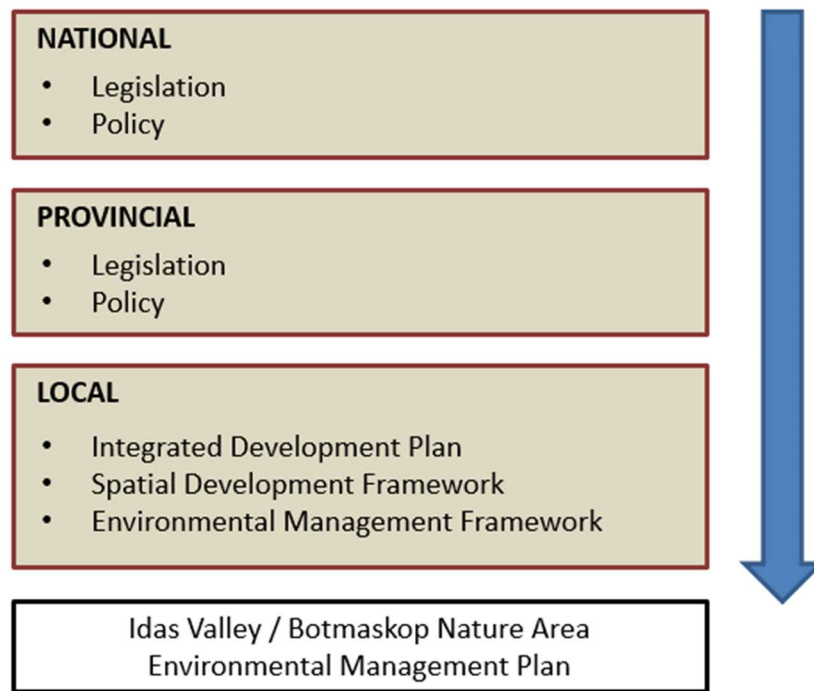 NATIONAL
• Legislation
• Policy
PROVINCIAL
• Legislation
• Policy
LOCAL
• Integrated Development Plan
• Spatial Development Framework
• Environmental Management Framework
Idas Valley / Botmaskop Nature Area
Environmental Management Plan